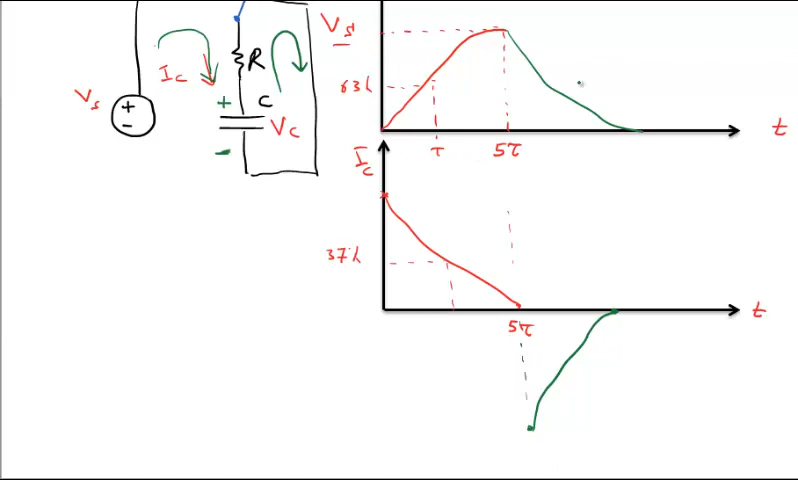 Vs
R
Ic
63%
Vs
+
C
+
-
Vc
-
τ
5τ
t
Ic
37%
5τ
t